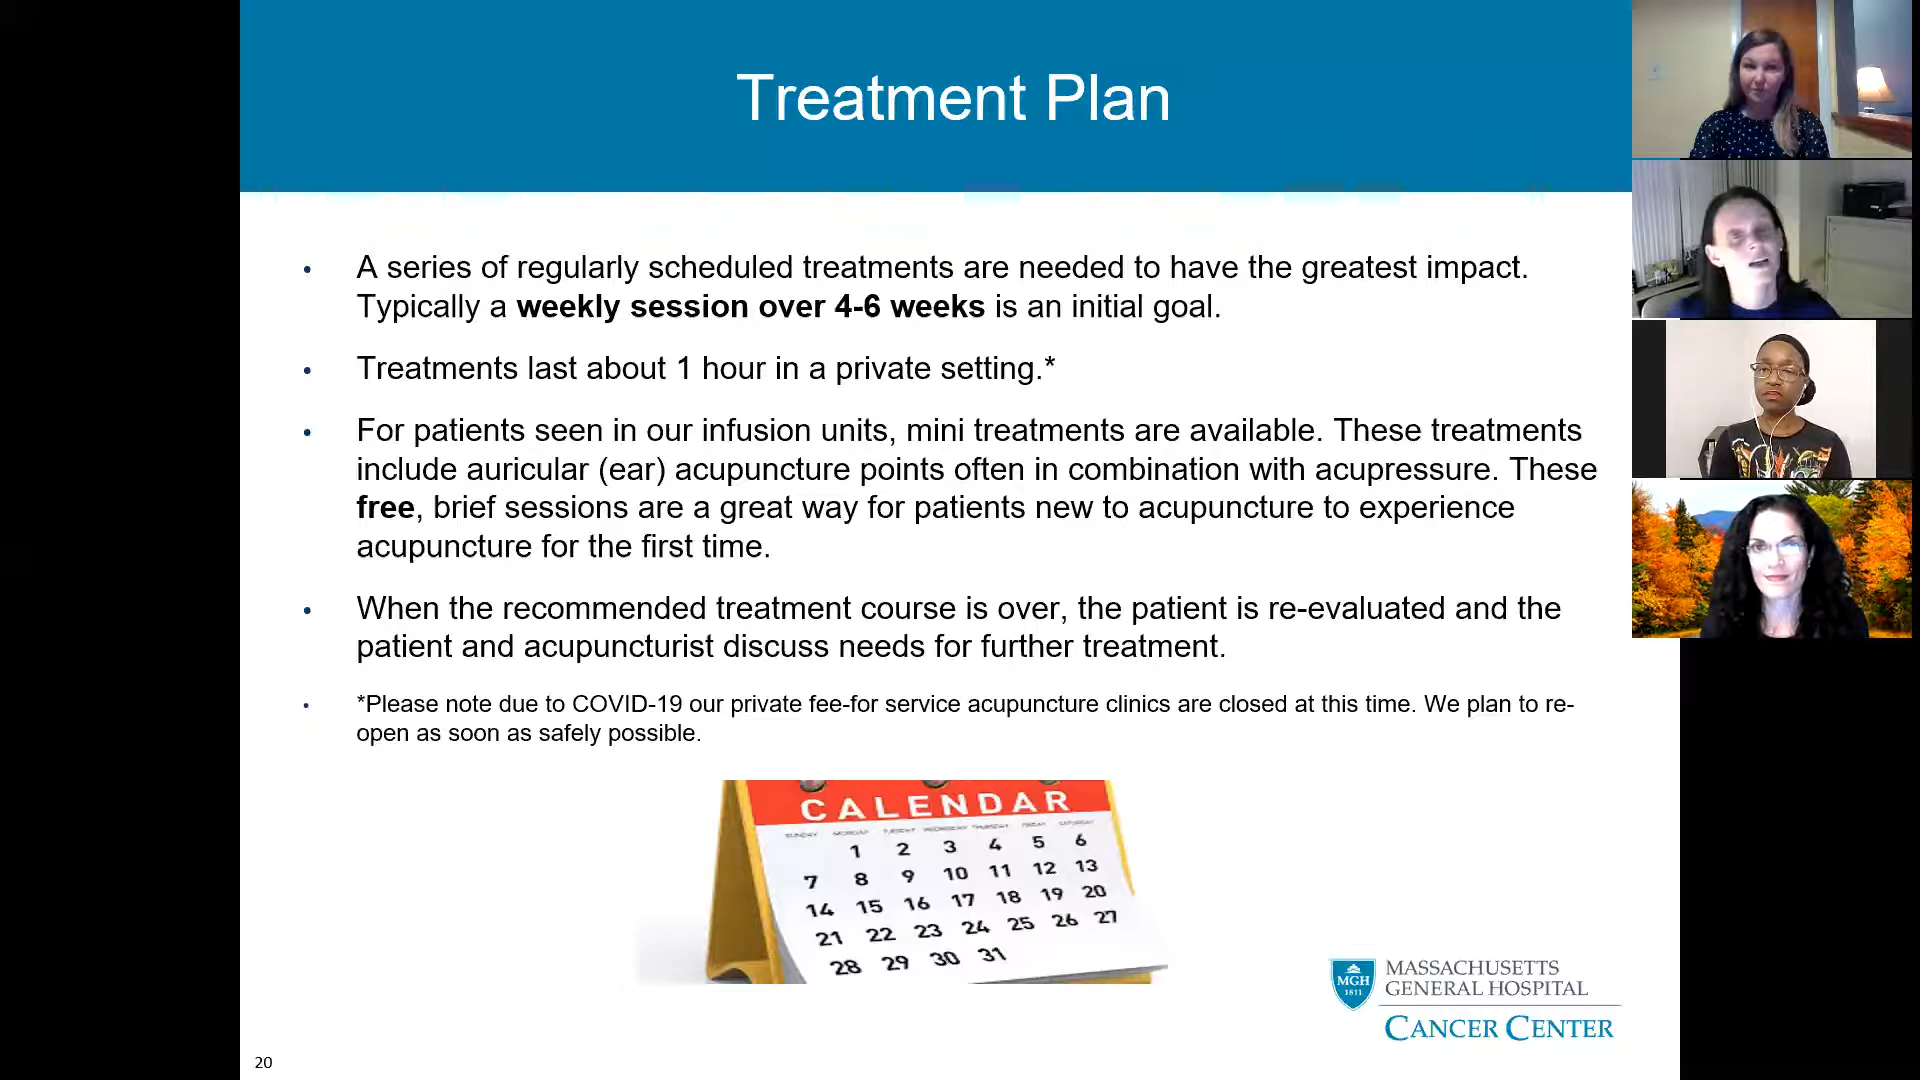 Treatment Plan
• A series of regularly scheduled treatments are needed to have the greatest impact.
Typically a weekly session over 4-6 weeks is an initial goal.
• Treatments last about 1 hour in a private setting.*
• For patients seen in our infusion units, mini treatments are available. These treatments
include auricular (ear) acupuncture points often in combination with acupressure. These
free, brief sessions are a great way for patients new to acupuncture to experience
acupuncture for the first time.
• When the recommended treatment course is over, the patient is re-evaluated and the
patient and acupuncturist discuss needs for further treatment.
• *Please note due to COVID-19 our private fee-for service acupuncture clinics are closed at this time. We plan to re-
open as soon as safely possible.
CALENDAR
SUNDAY MONDAY TUESDAY WEDNESDAY THURSDAY FRIDAY SATURDAY
1 2 3 4 5 6
7 8 9 10 11 12 13
14 15 16 17 18 19 20
21 22 23 24 25 26 27
28 29 30 31
MGH
1811
MASSACHUSETTS
GENERAL HOSPITAL
CANCER CENTER
20